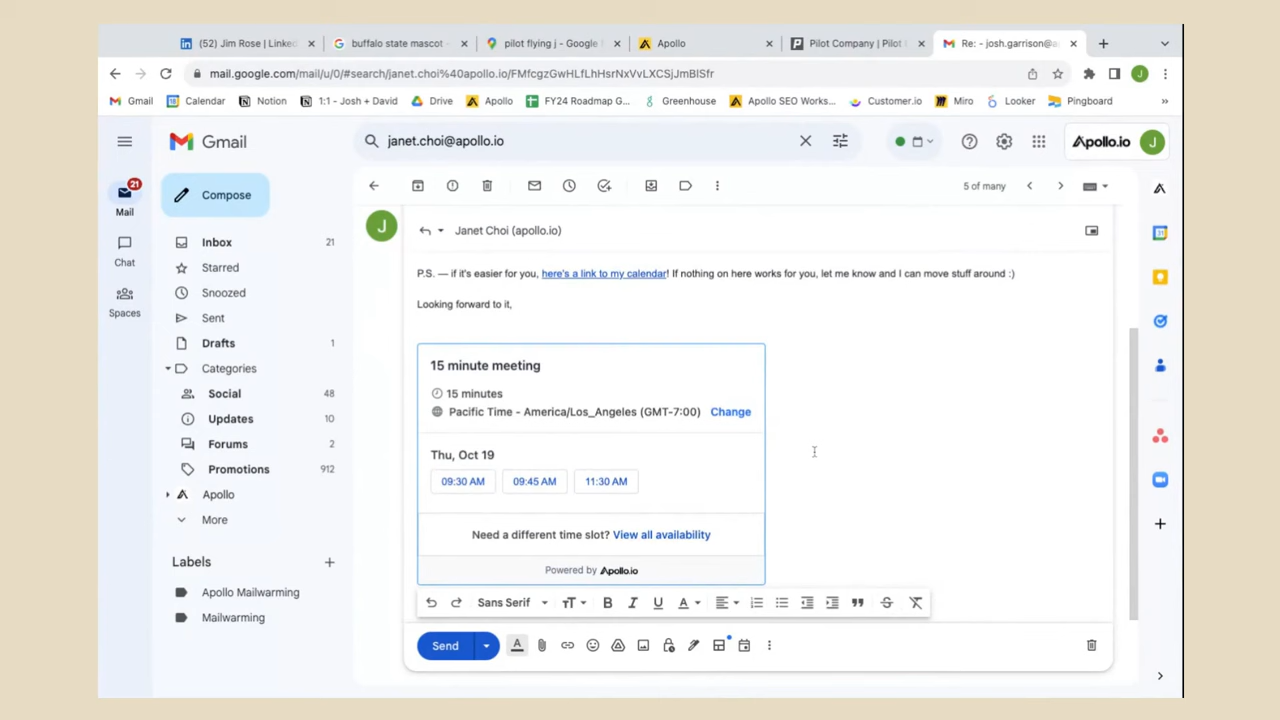 (52) Jim Rose | Linked
buffalo state mascot
pilot flying j - Google
Apollo
Pilot Company | Pilot
Re: - josh.garrison@a
mail.google.com/mail/u/0/#search/janet.choi%40apollo.io/FMfcgzGwHLfLhHsrNxVvLXCSjJmBlSfr
J
Gmail
Calendar
Notion
1:1 - Josh + David
Drive
Apollo
FY24 Roadmap G...
Greenhouse
Apollo SEO Works...
Customer.io
Miro
Looker
Pingboard
»
Gmail
janet.choi@apollo.io
Apollo.io
J
21
Mail
Chat
Spaces
Compose
Inbox 21
Starred
Snoozed
Sent
Drafts 1
Categories
Social 48
Updates 10
Forums 2
Promotions 912
Apollo
More
Labels
Apollo Mailwarming
Mailwarming
5 of many
J
Janet Choi (apollo.io)
P.S. — if it's easier for you, here's a link to my calendar! If nothing on here works for you, let me know and I can move stuff around :)
Looking forward to it,
15 minute meeting
15 minutes
Pacific Time - America/Los_Angeles (GMT-7:00) Change
Thu, Oct 19
09:30 AM 09:45 AM 11:30 AM
Need a different time slot? View all availability
Powered by Apollo.io
Sans Serif
Send